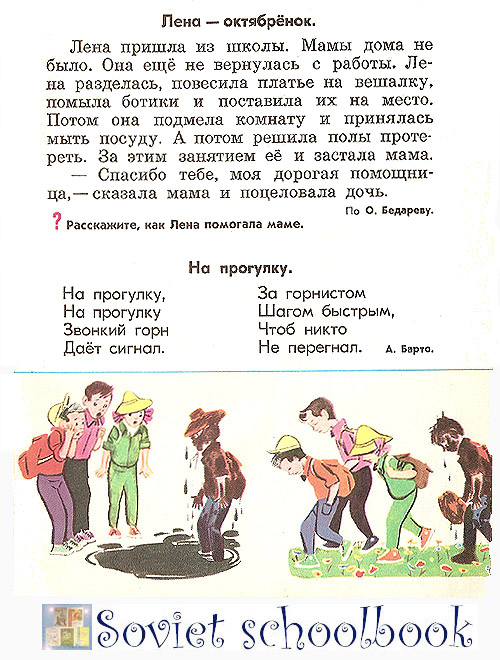 Лена — октябрёнок.
Лена пришла из школы. Мамы дома не
было. Она ещё не вернулась с работы. Ле-
на разделась, повесила платье на вешалку,
помыла ботики и поставила их на место.
Потом она подмела комнату и принялась
мыть посуду. А потом решила полы проте-
реть. За этим занятием её и застала мама.
— Спасибо тебе, моя дорогая помощни-
ца,— сказала мама и поцеловала дочь.
По О. Бедареву.
? Расскажите, как Лена помогала маме.
На прогулку.
На прогулку,
На прогулку
Звонкий горн
Даёт сигнал.
За горнистом
Шагом быстрым,
Чтоб никто
Не перегнал.
А. Барто.
Soviet schoolbook